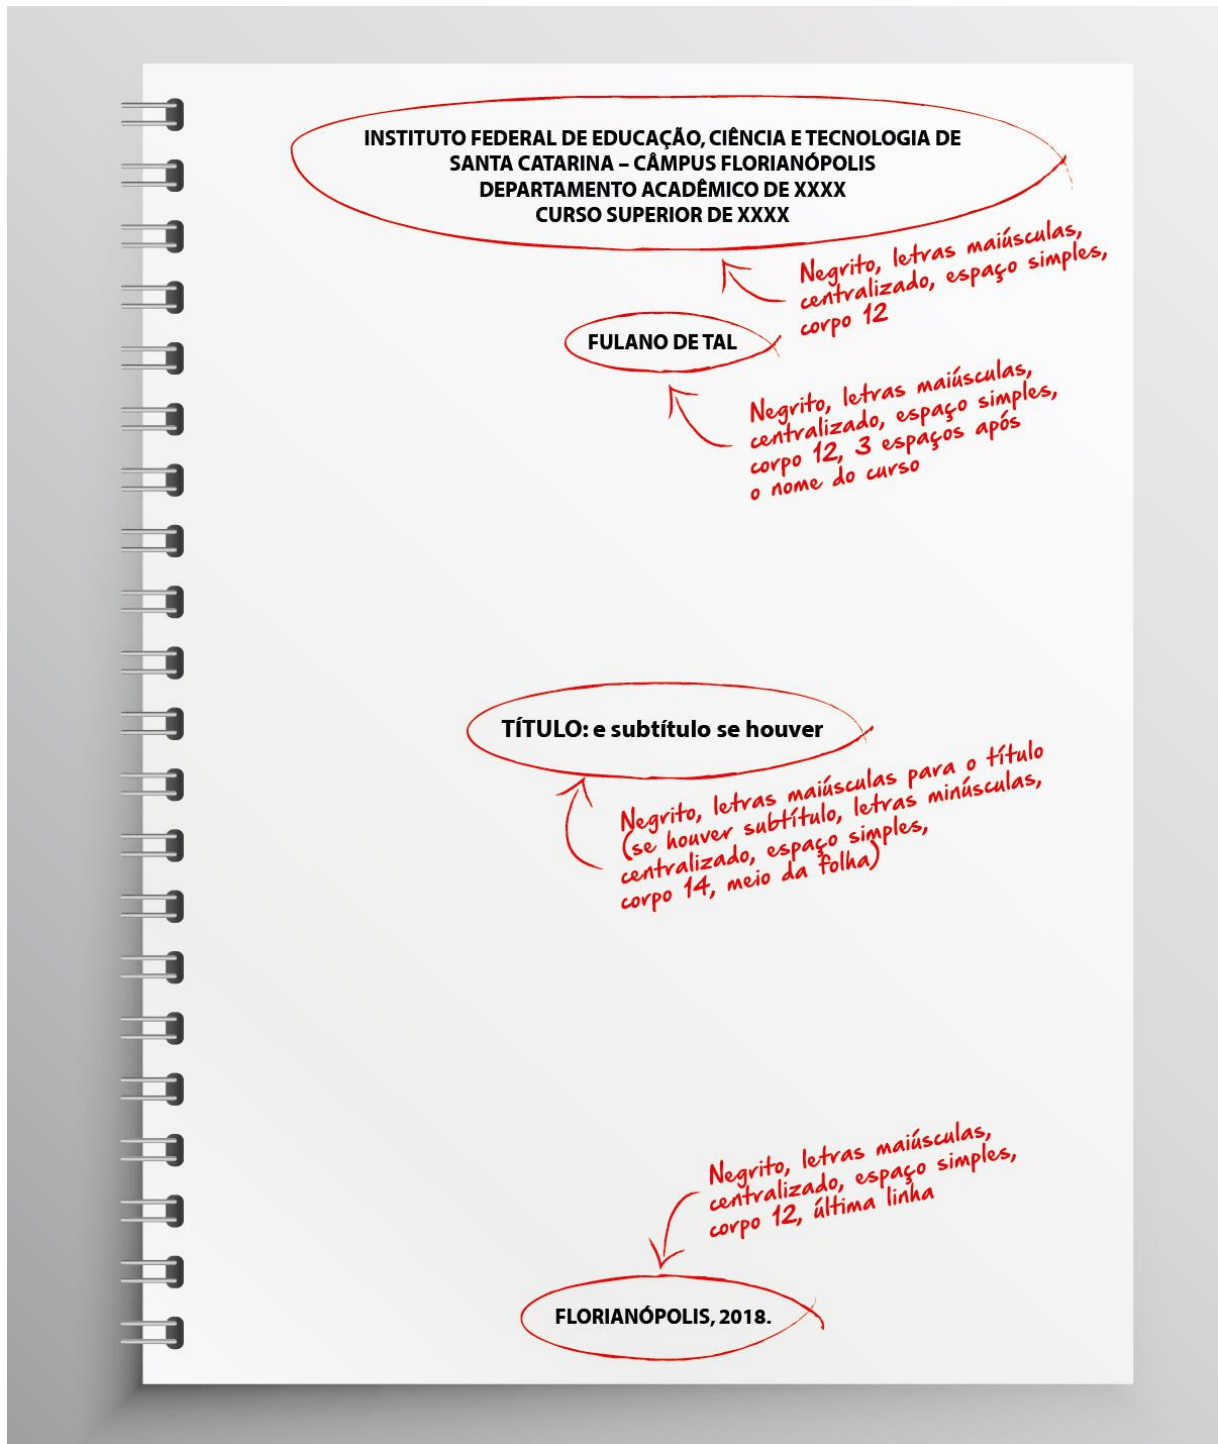 INSTITUTO FEDERAL DE EDUCAÇÃO, CIÊNCIA E TECNOLOGIA DE
SANTA CATARINA – CÂMPUS FLORIANÓPOLIS
DEPARTAMENTO ACADÊMICO DE XXXX
CURSO SUPERIOR DE XXXX
Negrito, letras maiúsculas,
centralizado, espaço simples,
corpo 12
FULANO DE TAL
Negrito, letras maiúsculas,
centralizado, espaço simples,
corpo 12, 3 espaços após
o nome do curso
TÍTULO: e subtítulo se houver
Negrito, letras maiúsculas para o título
(se houver subtítulo, letras minúsculas,
centralizado, espaço simples,
corpo 14, meio da folha)
Negrito, letras maiúsculas,
centralizado, espaço simples,
corpo 12, última linha
FLORIANÓPOLIS, 2018.